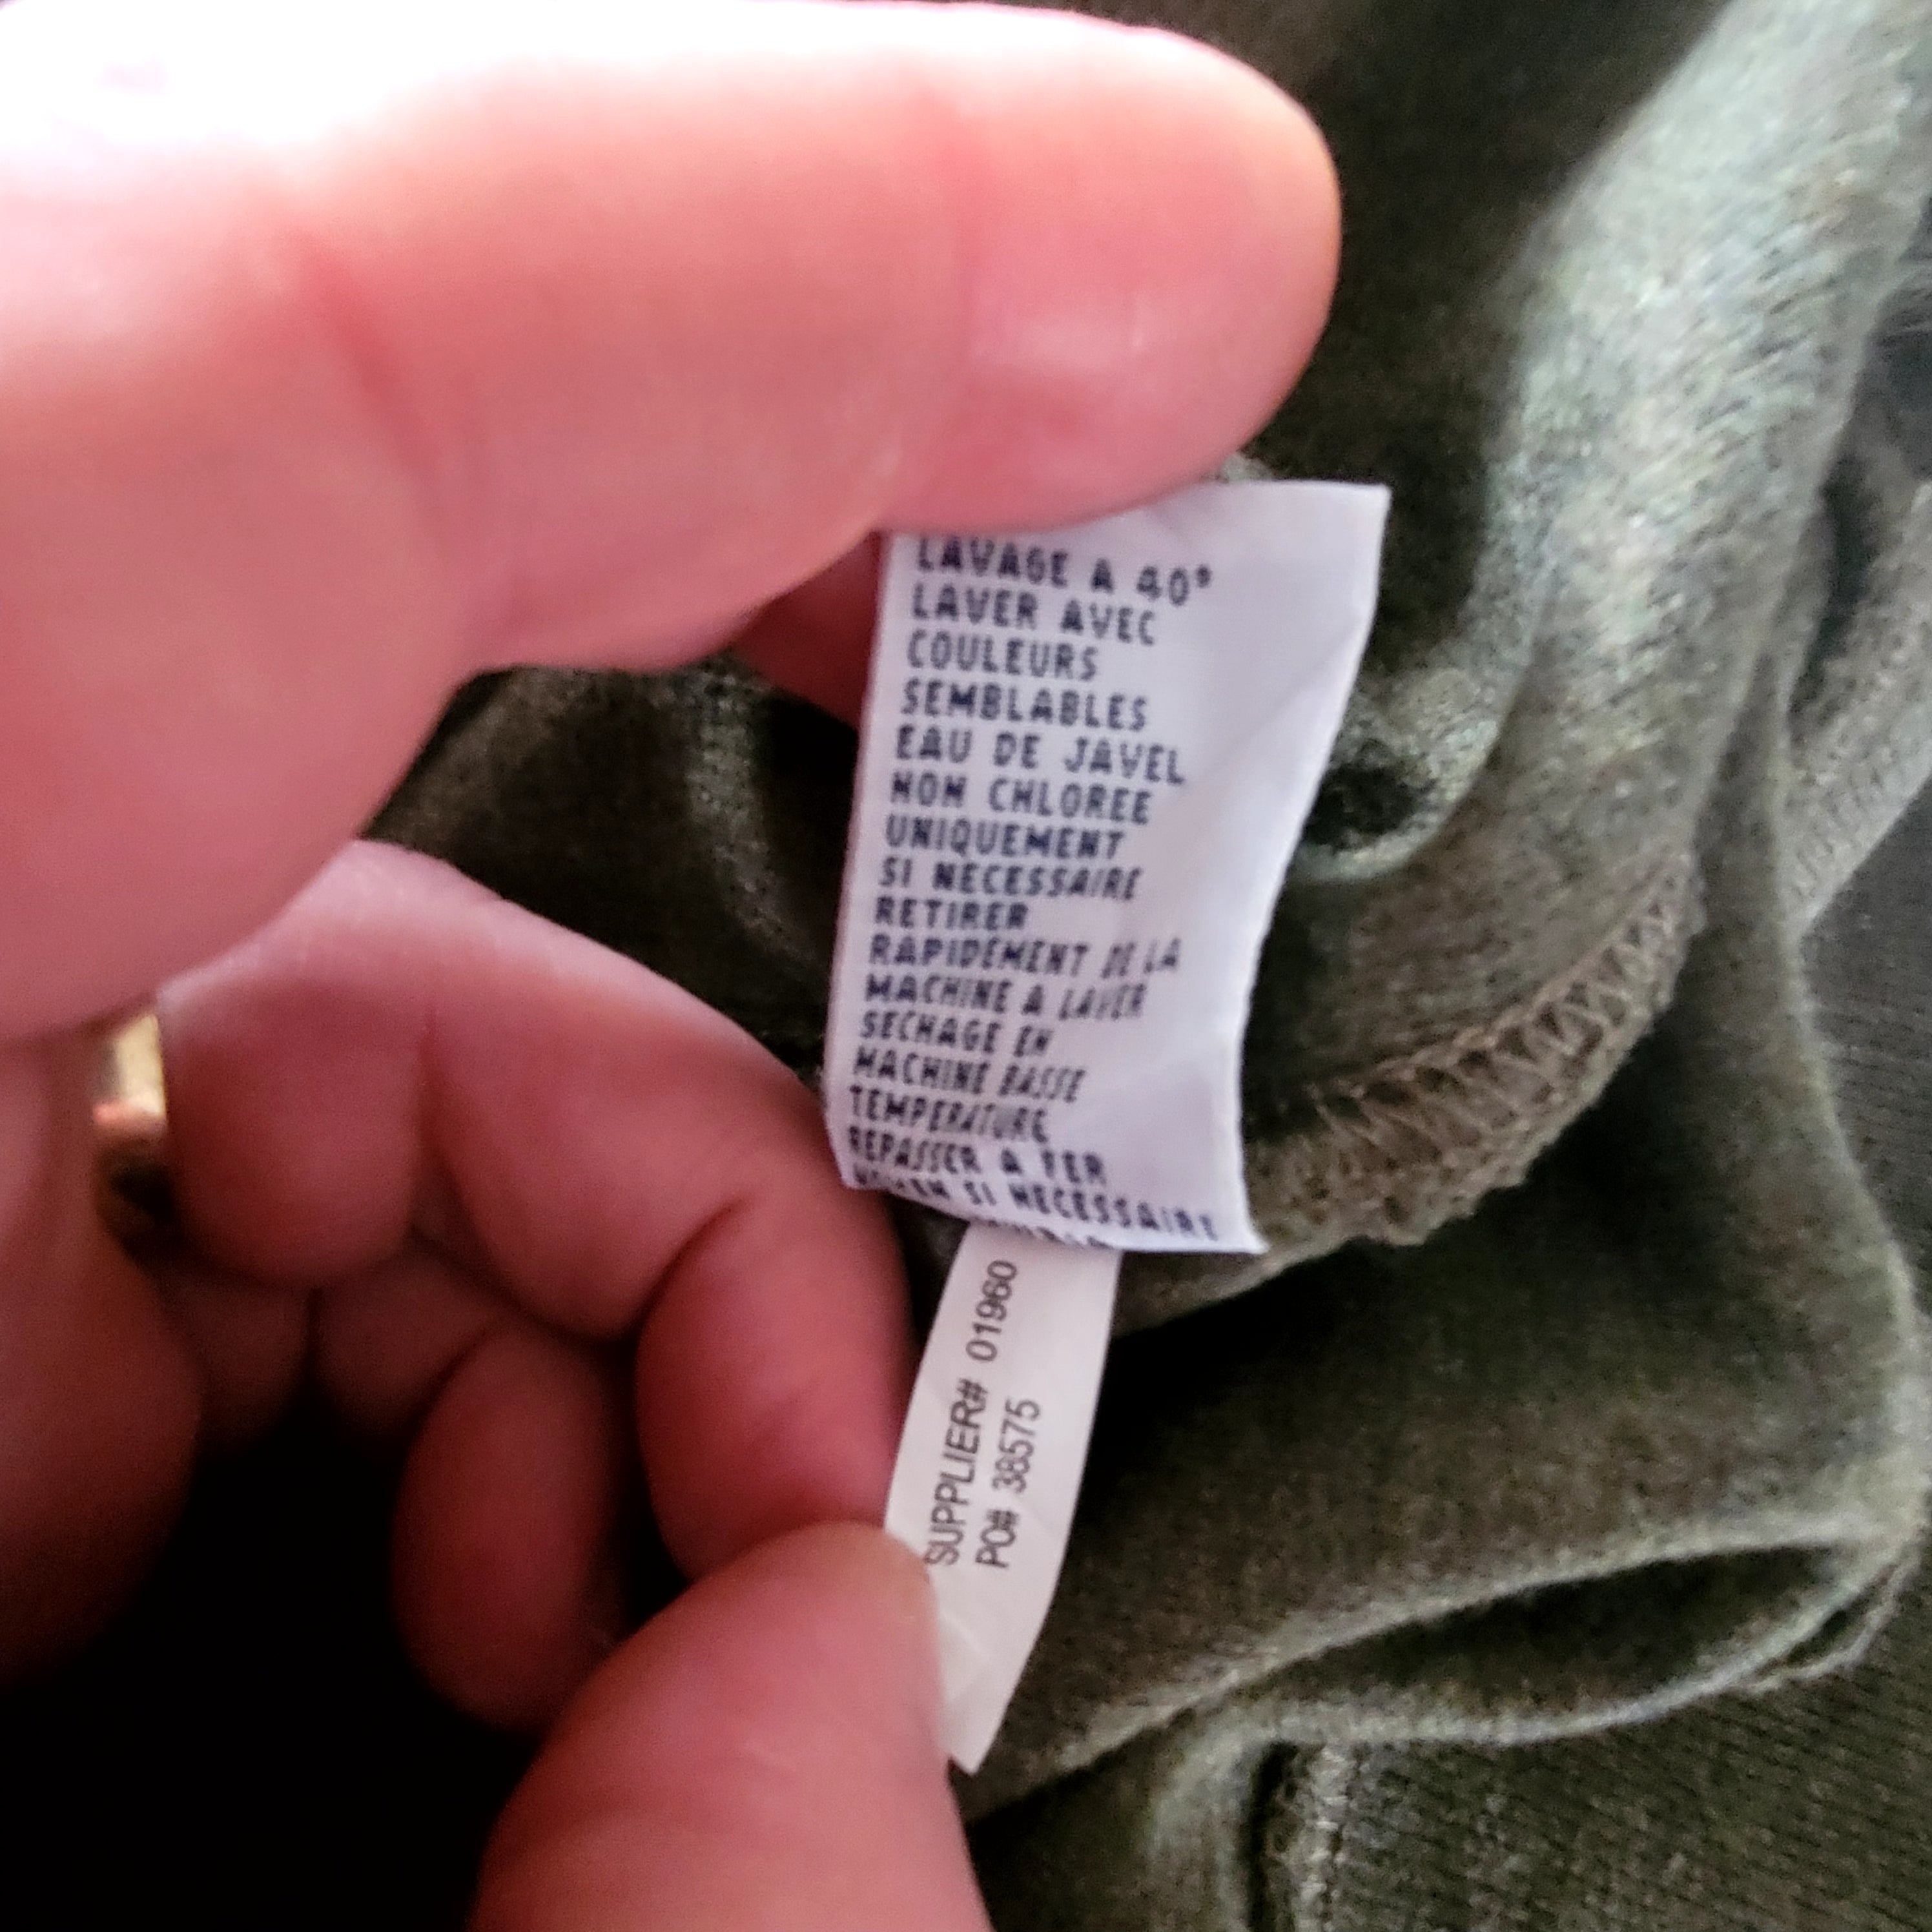 LAVAGE A 40°
LAVER AVEC
COULEURS
SEMBLABLES
EAU DE JAVEL
NON CHLOREE
UNIQUEMENT
SI NECESSAIRE
RETIRER
RAPIDEMENT DE LA
MACHINE A LAVER
SECHAGE EN
MACHINE BASSE
TEMPERATURE
REPASSER A FER
SI NECESSAIRE
SUPPLIER# 01960
PO# 38575